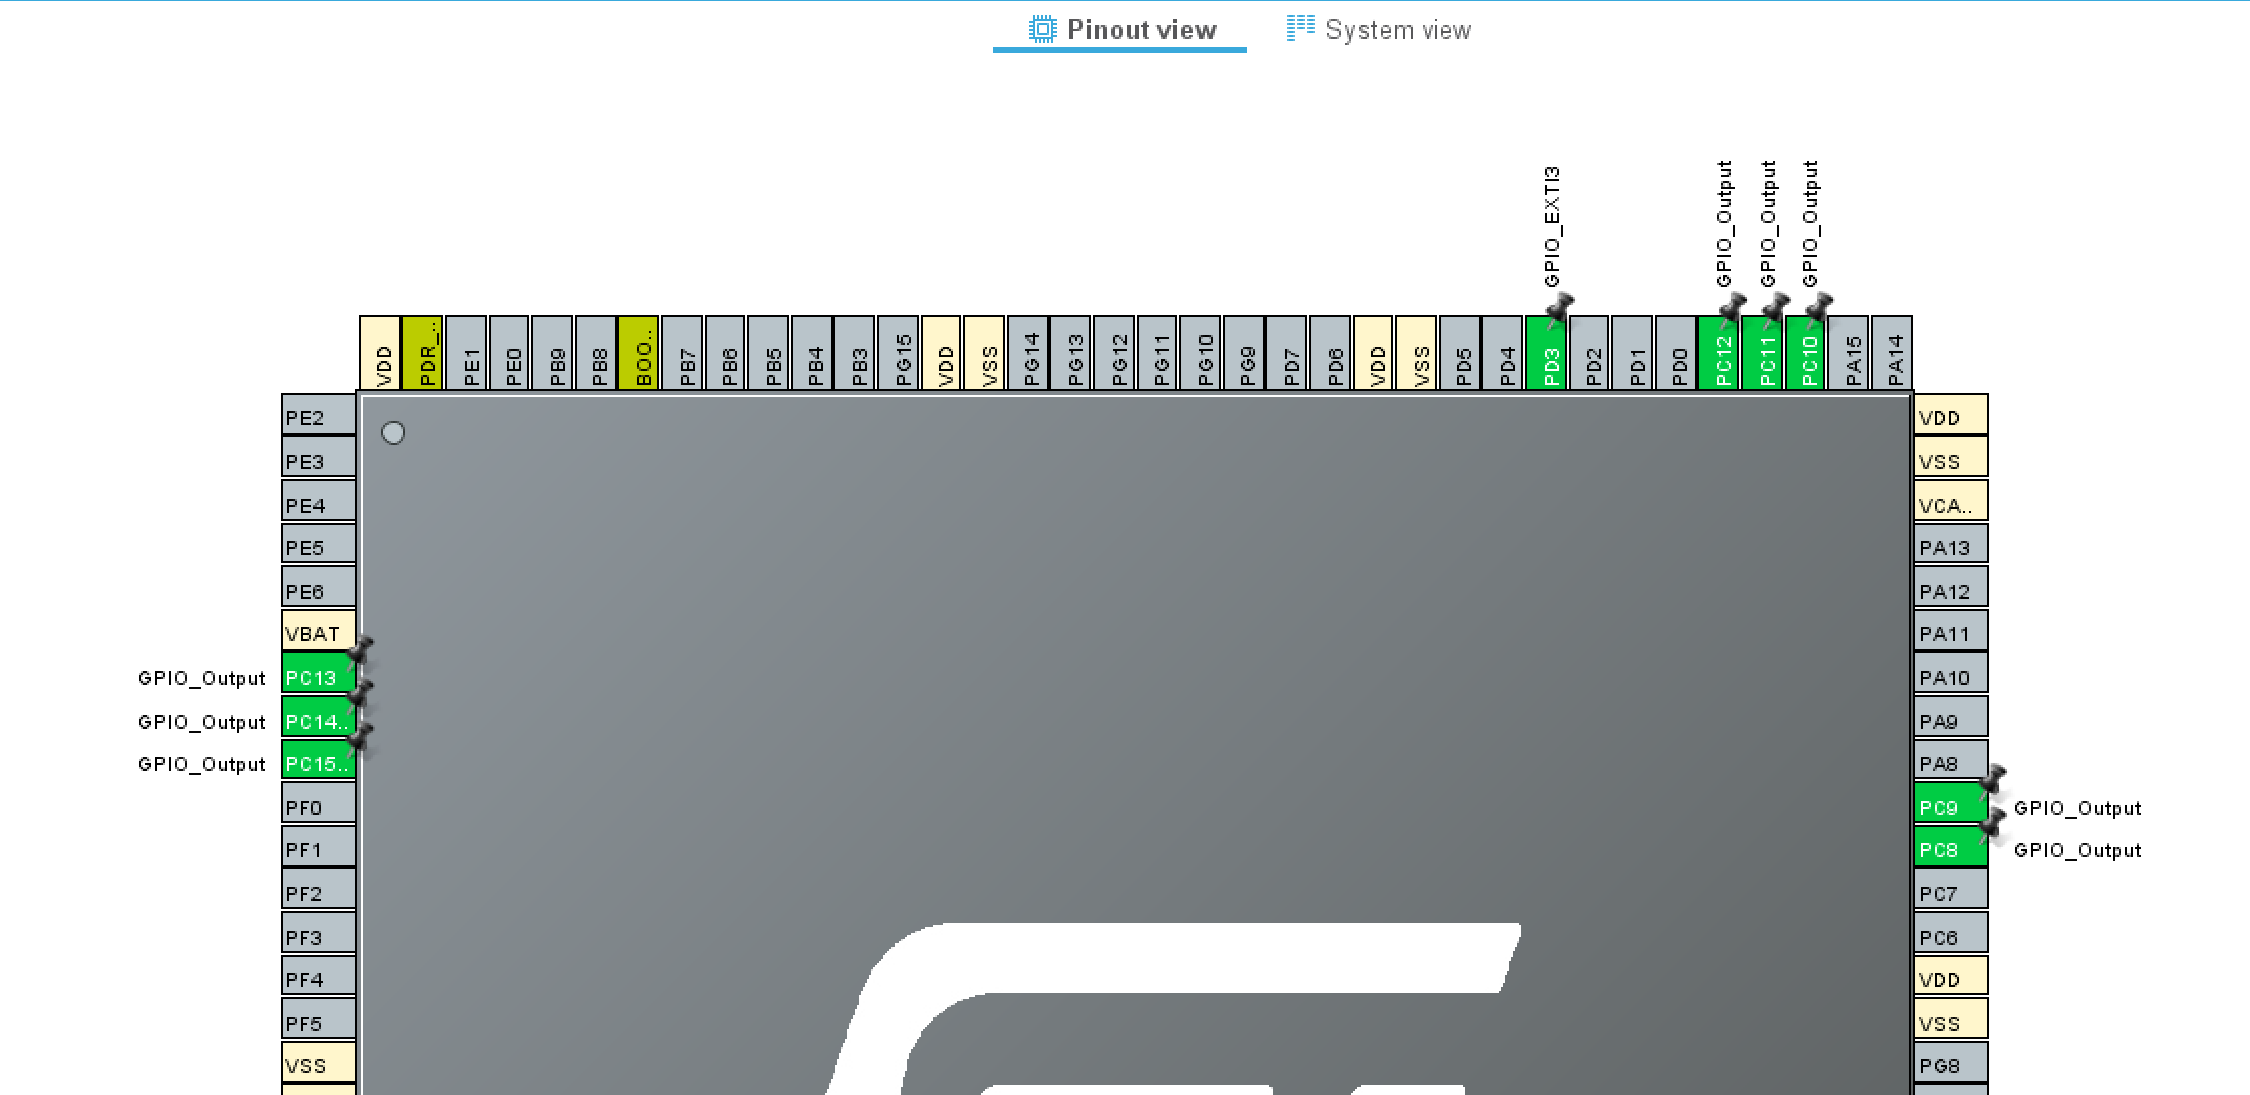 Pinout view
System view
GPIO_EXTI3
GPIO_Output
GPIO_Output
GPIO_Output
VDD
PDR_..
PE1
PE0
PB9
PB8
BOO..
PB7
PB6
PB5
PB4
PB3
PG15
VDD
VSS
PG14
PG13
PG12
PG11
PG10
PG9
PD7
PD6
VDD
VSS
PD5
PD4
PD3
PD2
PD1
PD0
PC12
PC11
PC10
PA15
PA14
PE2
PE3
PE4
PE5
PE6
VBAT
GPIO_Output PC13
GPIO_Output PC14..
GPIO_Output PC15..
PF0
PF1
PF2
PF3
PF4
PF5
VSS
VDD
VSS
VCA..
PA13
PA12
PA11
PA10
PA9
PA8
PC9 GPIO_Output
PC8 GPIO_Output
PC7
PC6
VDD
VSS
PG8